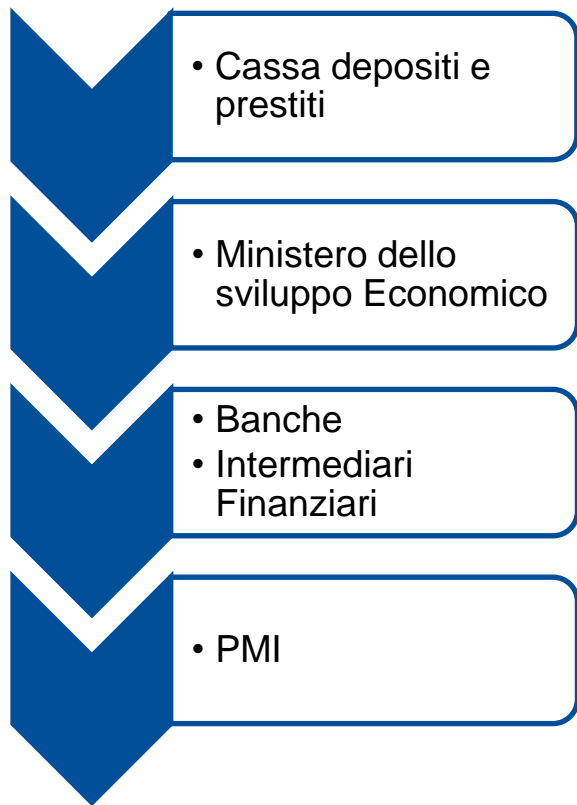 • Cassa depositi e
prestiti
• Ministero dello
sviluppo Economico
• Banche
• Intermediari
Finanziari
• PMI